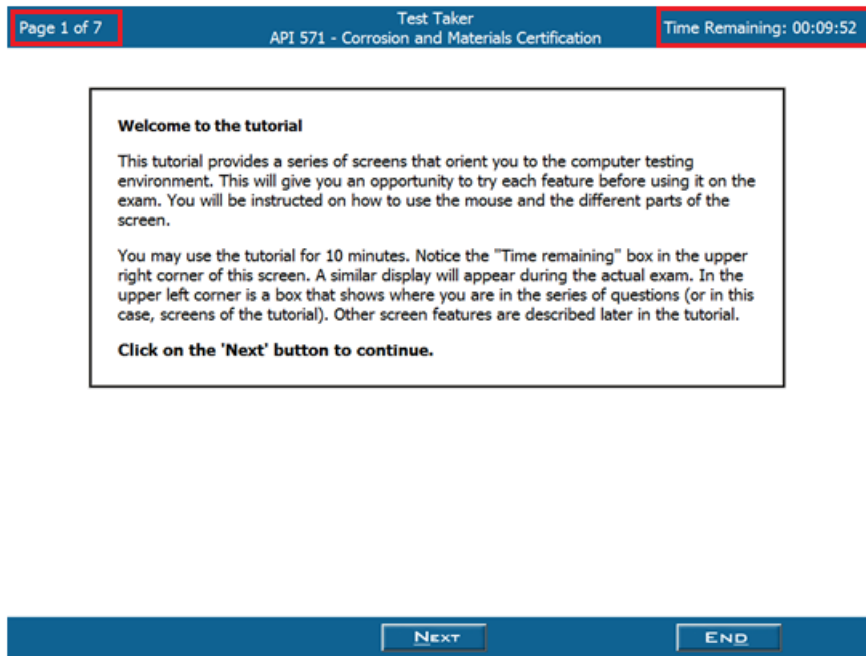 Page 1 of 7
Test Taker
API 571 - Corrosion and Materials Certification
Time Remaining: 00:09:52
Welcome to the tutorial
This tutorial provides a series of screens that orient you to the computer testing
environment. This will give you an opportunity to try each feature before using it on the
exam. You will be instructed on how to use the mouse and the different parts of the
screen.
You may use the tutorial for 10 minutes. Notice the "Time remaining" box in the upper
right corner of this screen. A similar display will appear during the actual exam. In the
upper left corner is a box that shows where you are in the series of questions (or in this
case, screens of the tutorial). Other screen features are described later in the tutorial.
Click on the 'Next' button to continue.
NEXT
END